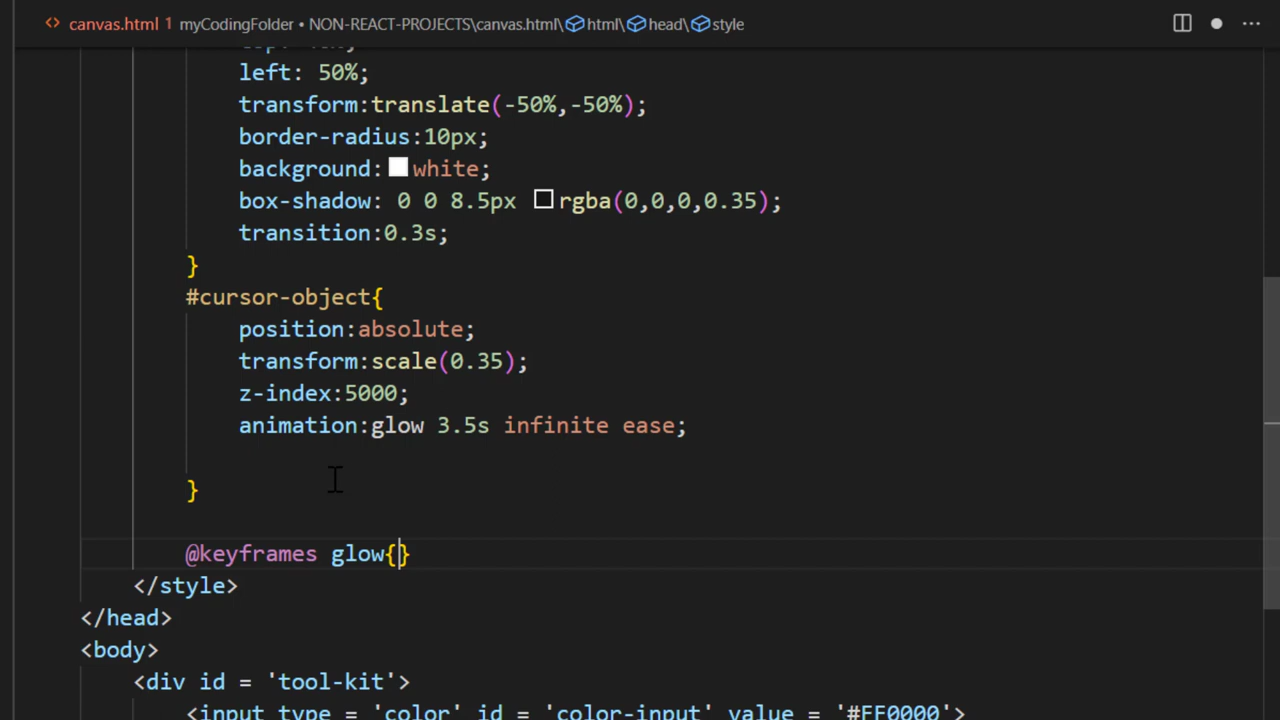 <> canvas.html 1 myCodingFolder • NON-REACT-PROJECTS\canvas.html\html\head\style
left: 50%;
transform:translate(-50%,-50%);
border-radius:10px;
background:white;
box-shadow: 0 0 8.5px rgba(0,0,0,0.35);
transition:0.3s;
}
#cursor-object{
position:absolute;
transform:scale(0.35);
z-index:5000;
animation:glow 3.5s infinite ease;
}
@keyframes glow{}
</style>
</head>
<body>
<div id = 'tool-kit'>
<input type = 'color' id = 'color-input' value = '#FF0000'>